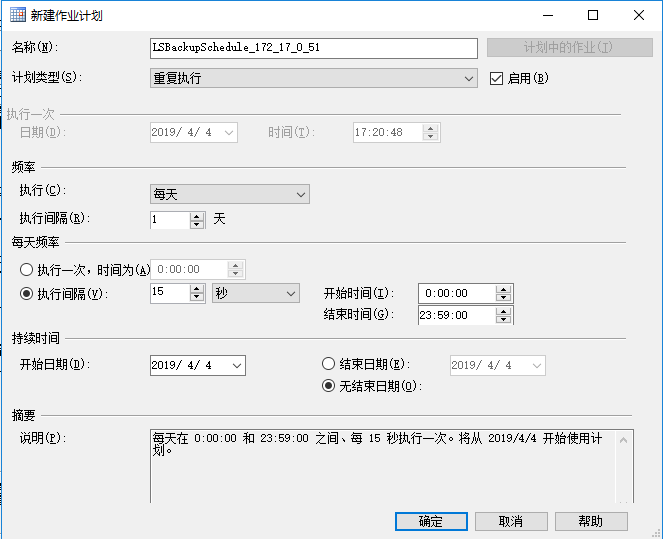 新建作业计划
名称(N): LSBackupSchedule_172_17_0_51 计划中的作业(T)
计划类型(S): 重复执行 启用(B)
执行一次
日期(D): 2019/ 4/ 4 时间(T): 17:20:48
频率
执行(C): 每天
执行间隔(R): 1 天
每天频率
执行一次，时间为(A) 0:00:00
执行间隔(V): 15 秒 开始时间(I): 0:00:00
结束时间(G): 23:59:00
持续时间
开始日期(D): 2019/ 4/ 4 结束日期(E): 2019/ 4/ 4
无结束日期(O):
摘要
说明(P): 每天在 0:00:00 和 23:59:00 之间、每 15 秒执行一次。将从 2019/4/4 开始使用计
划。
确定 取消 帮助